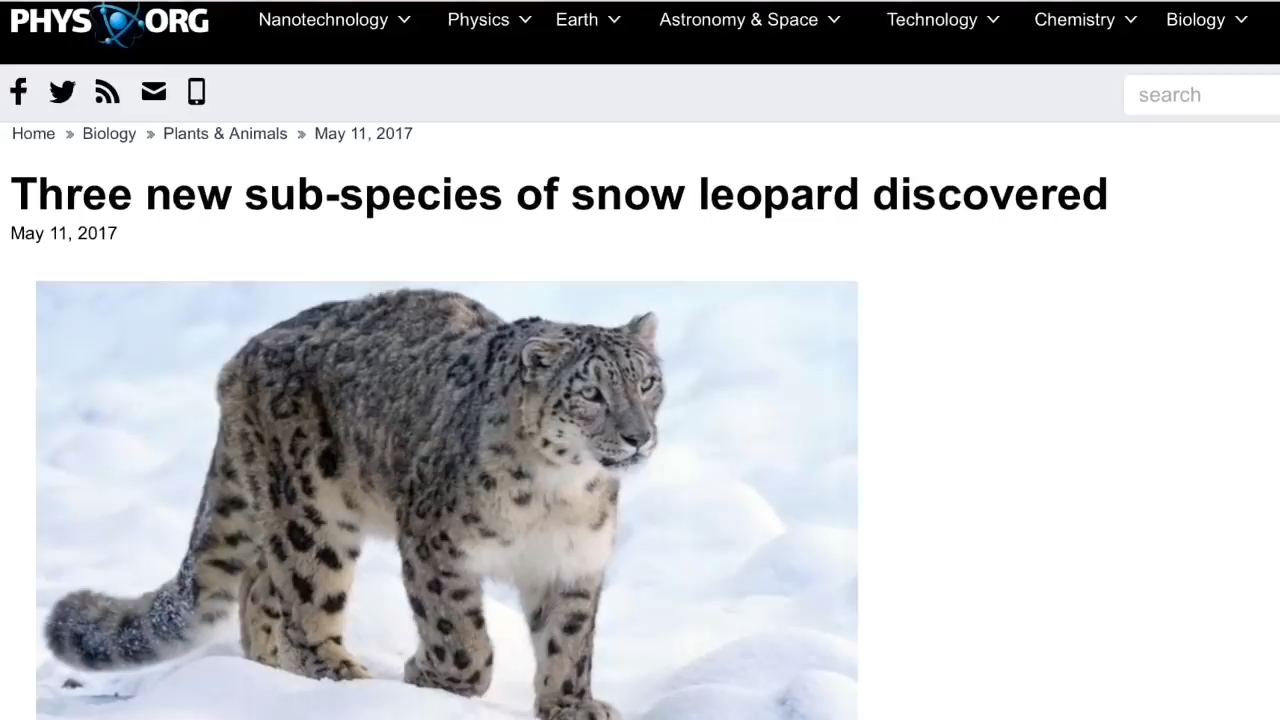 PHYS ORG Nanotechnology Physics Earth Astronomy & Space Technology Chemistry Biology
search
Home » Biology » Plants & Animals » May 11, 2017
Three new sub-species of snow leopard discovered
May 11, 2017